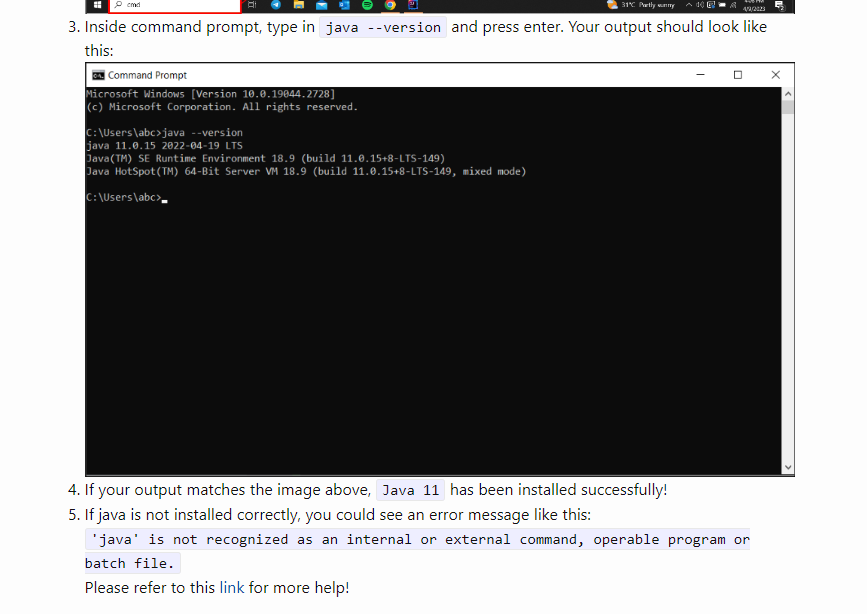 cmd
31°C Partly sunny
4/9/2023
3. Inside command prompt, type in java --version and press enter. Your output should look like
this:
Command Prompt
Microsoft Windows [Version 10.0.19044.2728]
(c) Microsoft Corporation. All rights reserved.
C:\Users\abc>java --version
java 11.0.15 2022-04-19 LTS
Java(TM) SE Runtime Environment 18.9 (build 11.0.15+8-LTS-149)
Java HotSpot(TM) 64-Bit Server VM 18.9 (build 11.0.15+8-LTS-149, mixed mode)
C:\Users\abc>
4. If your output matches the image above, Java 11 has been installed successfully!
5. If java is not installed correctly, you could see an error message like this:
'java' is not recognized as an internal or external command, operable program or
batch file.
Please refer to this link for more help!